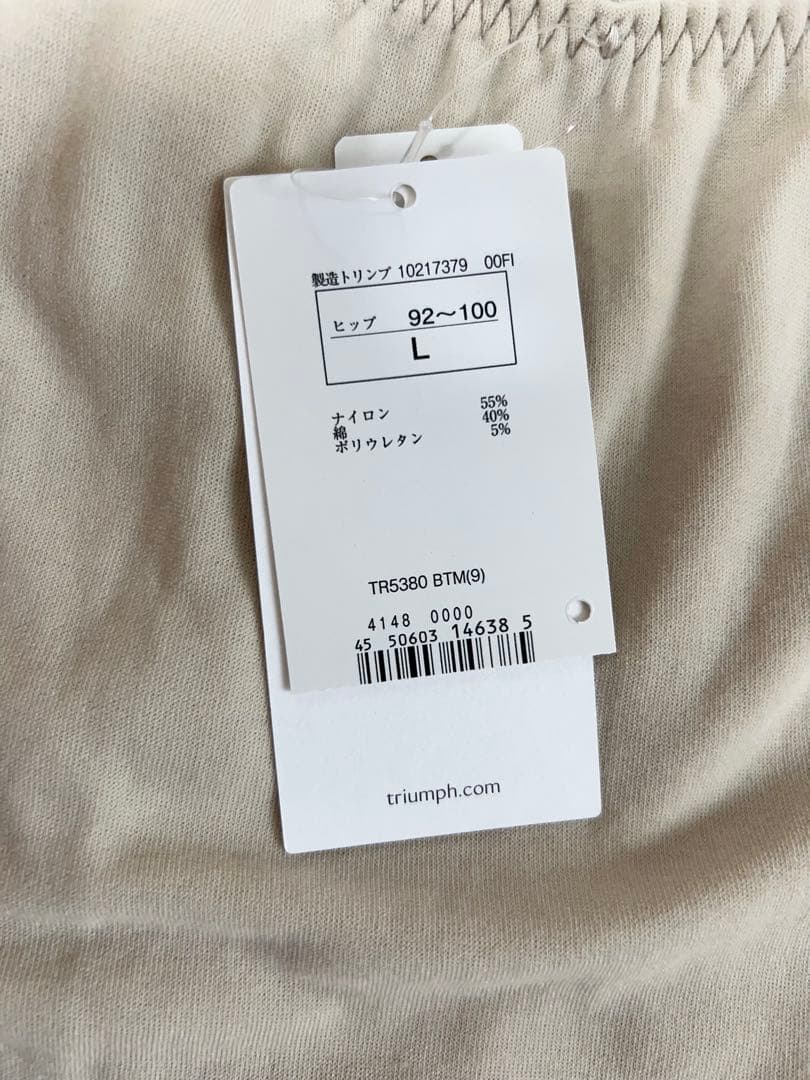 製造トリンプ 10217379 00FI
ヒップ 92～100
L
ナイロン 55%
綿 40%
ポリウレタン 5%
TR5380 BTM(9)
4148 0000
45 50603 14638 5
triumph.com